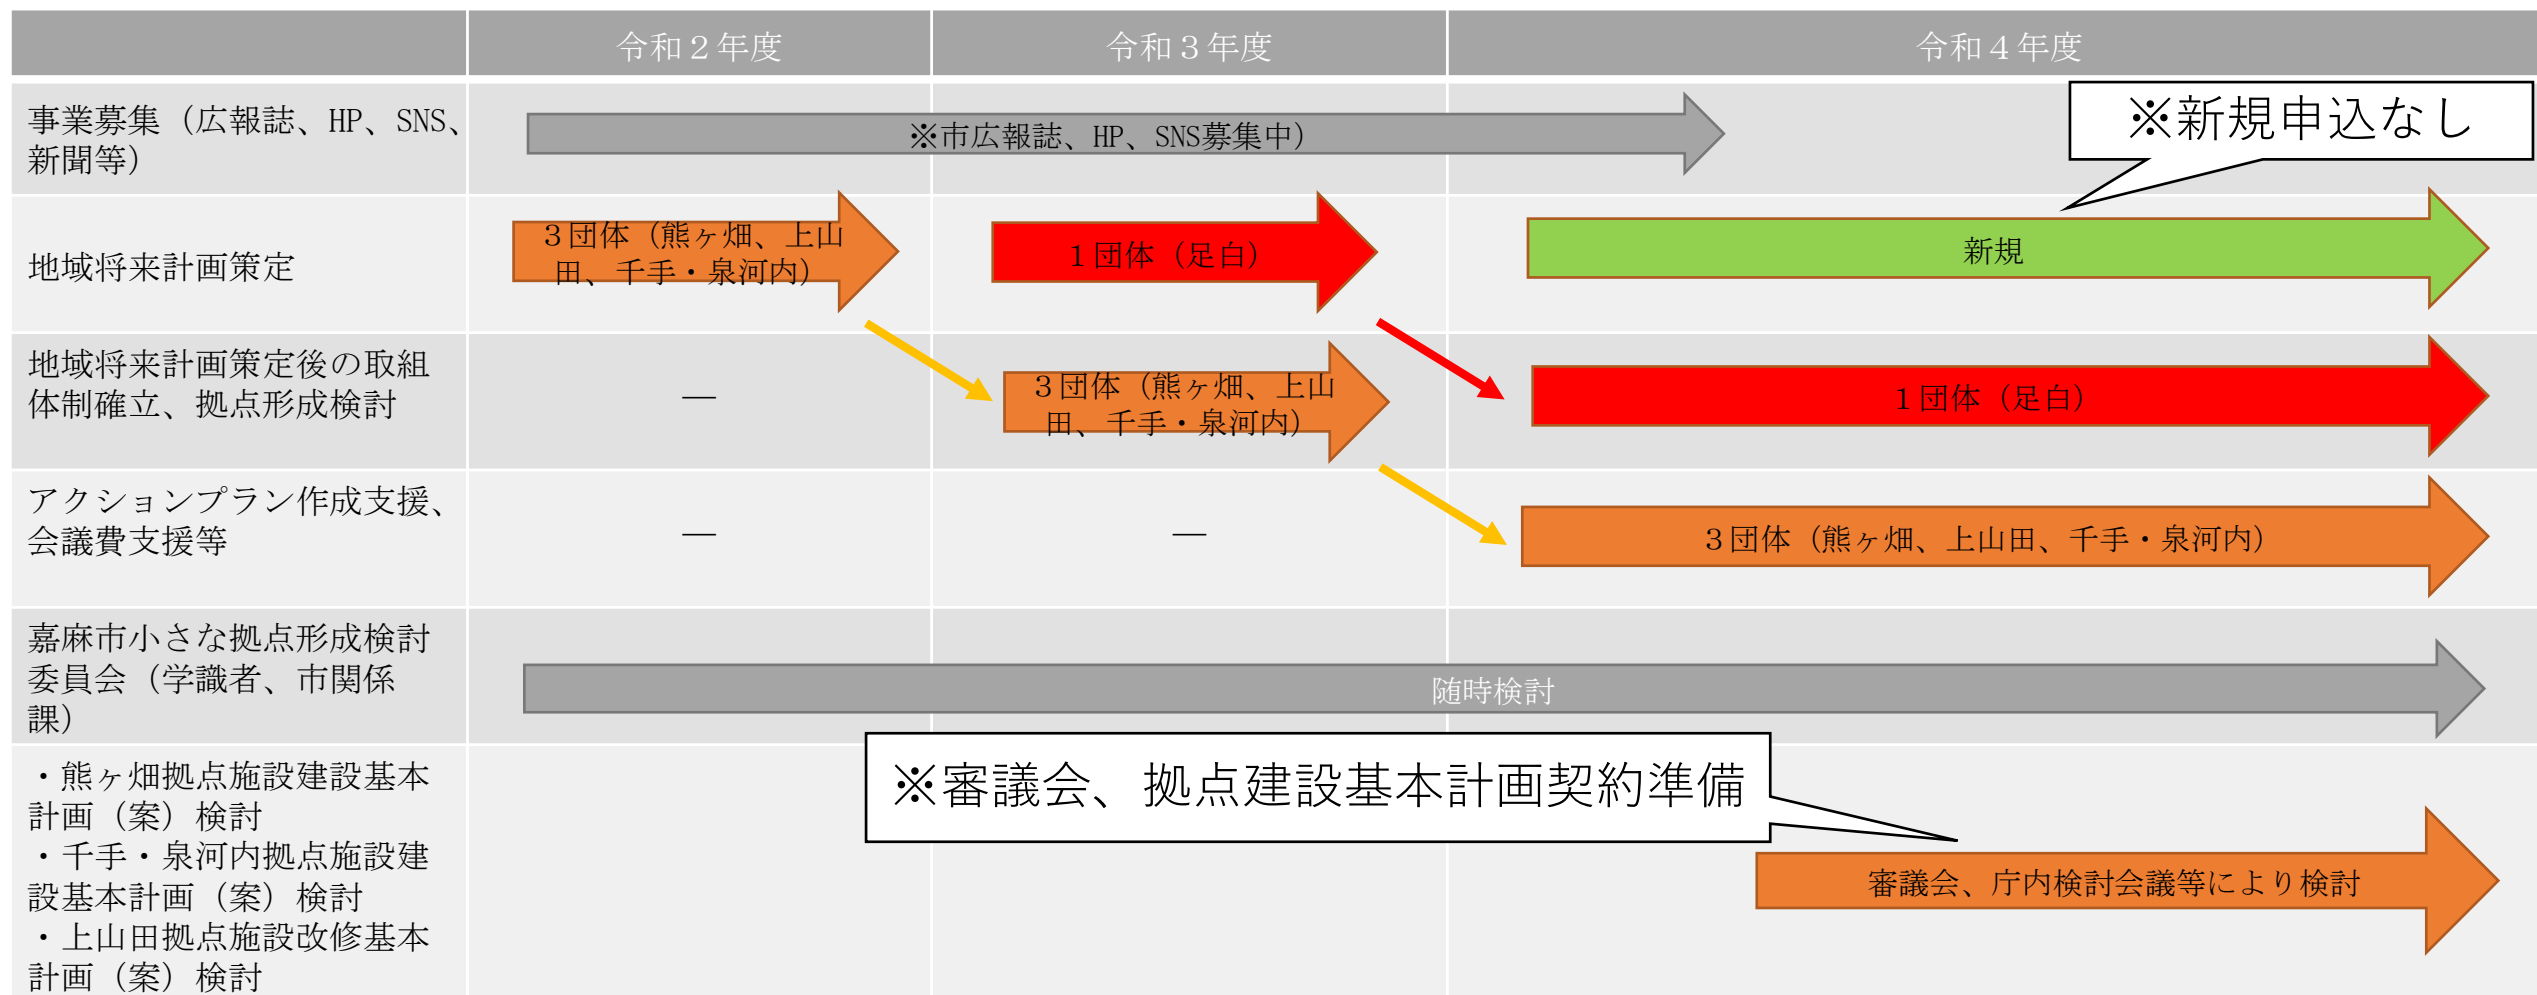 令和２年度
令和３年度
令和４年度
事業募集（広報誌、HP、SNS、
新聞等）
※市広報誌、HP、SNS募集中）
※新規申込なし
地域将来計画策定
３団体（熊ヶ畑、上山
田、千手・泉河内）
１団体（足白）
新規
地域将来計画策定後の取組
体制確立、拠点形成検討
―
３団体（熊ヶ畑、上山
田、千手・泉河内）
１団体（足白）
アクションプラン作成支援、
会議費支援等
―
―
３団体（熊ヶ畑、上山田、千手・泉河内）
嘉麻市小さな拠点形成検討
委員会（学識者、市関係
課）
随時検討
※審議会、拠点建設基本計画契約準備
・熊ヶ畑拠点施設建設基本
計画（案）検討
・千手・泉河内拠点施設建
設基本計画（案）検討
・上山田拠点施設改修基本
計画（案）検討
審議会、庁内検討会議等により検討